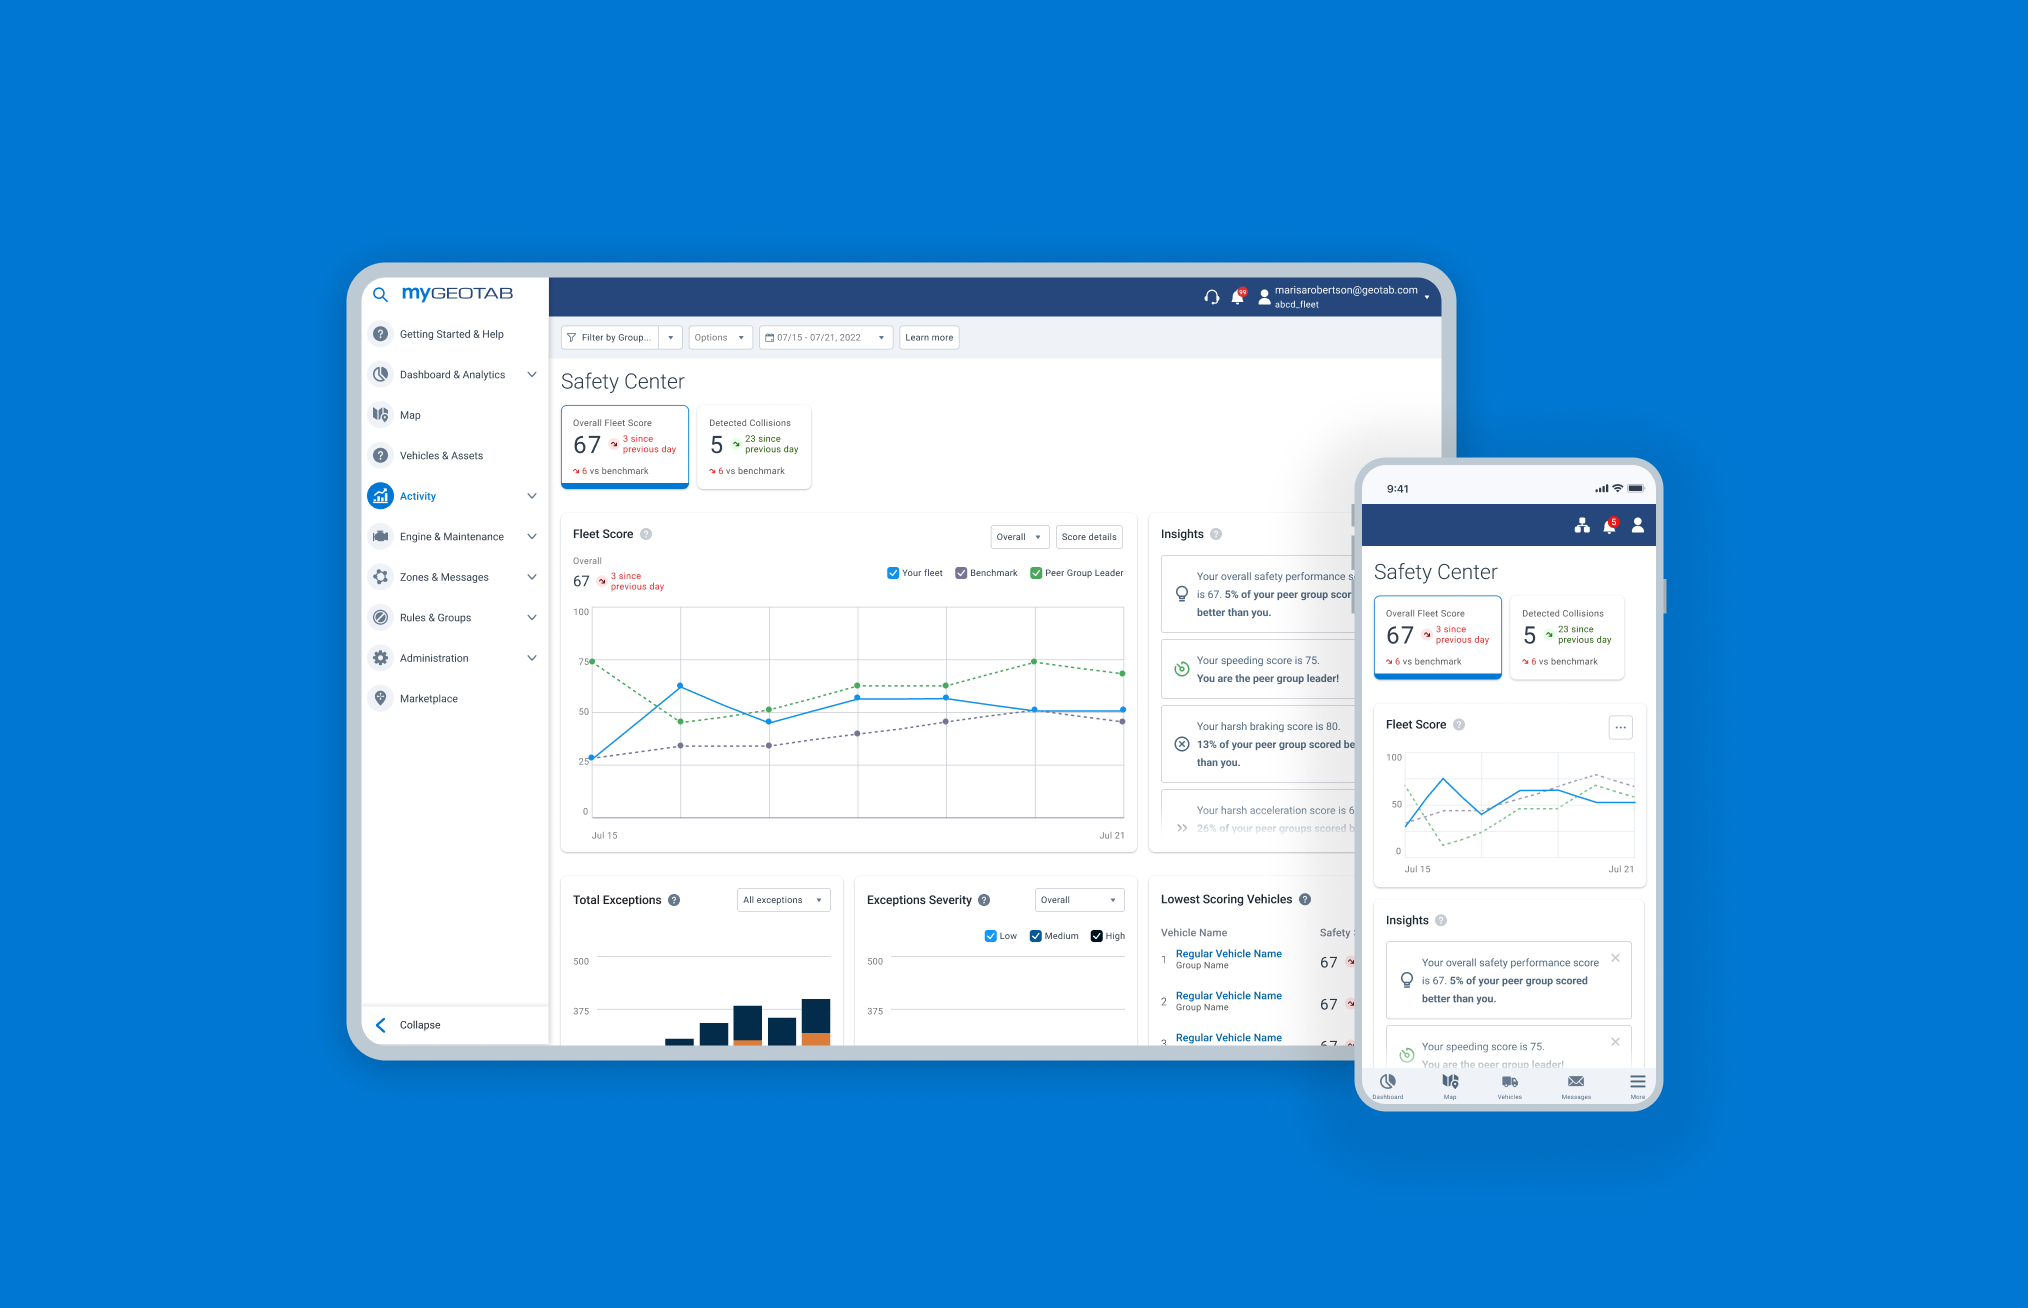 myGEOTAB
99
marisarobertson@geotab.com
abcd_fleet
Getting Started & Help
Dashboard & Analytics
Map
Vehicles & Assets
Activity
Engine & Maintenance
Zones & Messages
Rules & Groups
Administration
Marketplace
Collapse
Filter by Group...
Options
07/15 - 07/21, 2022
Learn more
Safety Center
Overall Fleet Score
67
3 since
previous day
6 vs benchmark
Detected Collisions
5
23 since
previous day
6 vs benchmark
Fleet Score
Overall
Score details
Overall
67
3 since
previous day
Your fleet
Benchmark
Peer Group Leader
100
75
50
25
0
Jul 15
Jul 21
Insights
Your overall safety performance s
is 67. 5% of your peer group scor
better than you.
Your speeding score is 75.
You are the peer group leader!
Your harsh braking score is 80.
13% of your peer group scored be
than you.
Your harsh acceleration score is 6
26% of your peer groups scored b
Total Exceptions
All exceptions
500
375
Exceptions Severity
Overall
Low
Medium
High
500
375
Lowest Scoring Vehicles
Vehicle Name
Safety
1
Regular Vehicle Name
Group Name
67
2
Regular Vehicle Name
Group Name
67
3
Regular Vehicle Name
67
9:41
5
Safety Center
Overall Fleet Score
67
3 since
previous day
6 vs benchmark
Detected Collisions
5
23 since
previous day
6 vs benchmark
Fleet Score
100
50
0
Jul 15
Jul 21
Insights
Your overall safety performance score
is 67. 5% of your peer group scored
better than you.
Your speeding score is 75.
You are the peer group leader!
Dashboard
Map
Vehicles
Messages
More